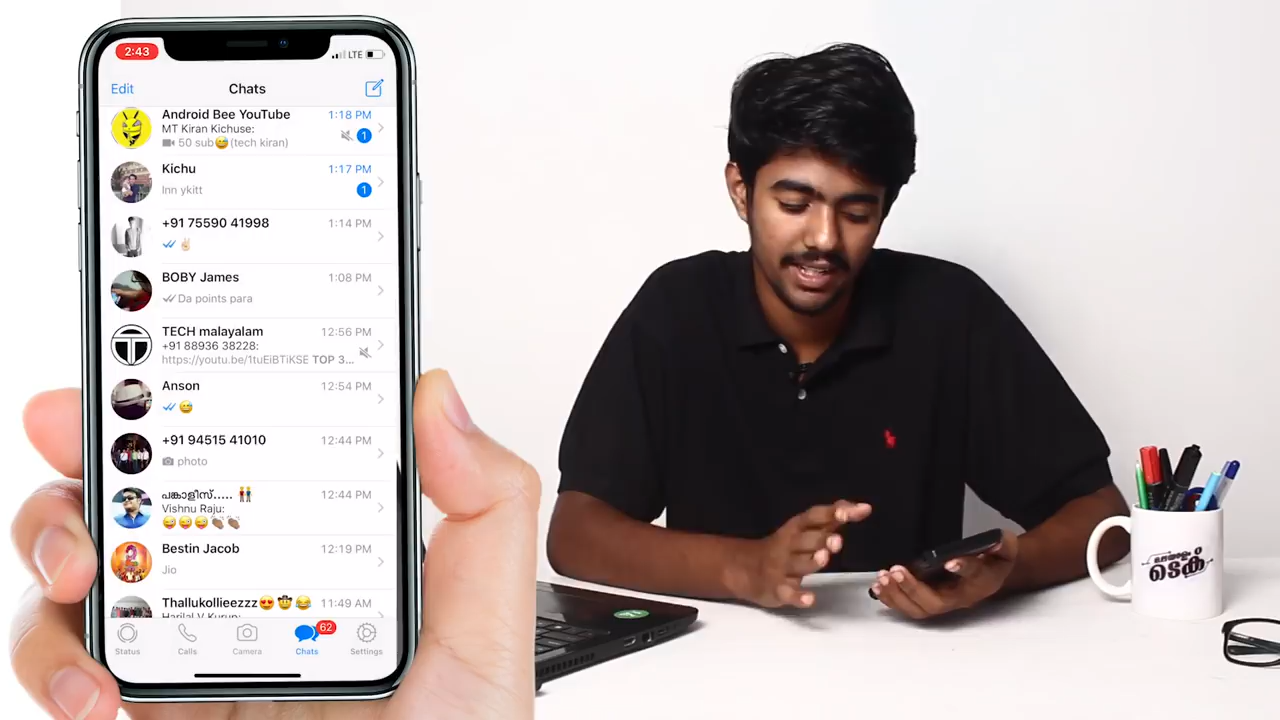 2:43
LTE
Edit
Chats
Android Bee YouTube 1:18 PM
MT Kiran Kichuse:
50 sub😅(tech kiran) 1
Kichu 1:17 PM
Inn ykitt 1
+91 75590 41998 1:14 PM
✌🏻
BOBY James 1:08 PM
Da points para
TECH malayalam 12:56 PM
+91 88936 38228:
https://youtu.be/1tuEiBTiKSE TOP 3...
Anson 12:54 PM
😅
+91 94515 41010 12:44 PM
photo
പങ്കാളിസ്..... 👬 12:44 PM
Vishnu Raju:
😜😜😜👏🏽👏🏽
Bestin Jacob 12:19 PM
Jio
Thallukollieezzz😍🤠😂 11:49 AM
Harilal V Kurup:
62
Status Calls Camera Chats Settings
മലയാളം
ടെക്